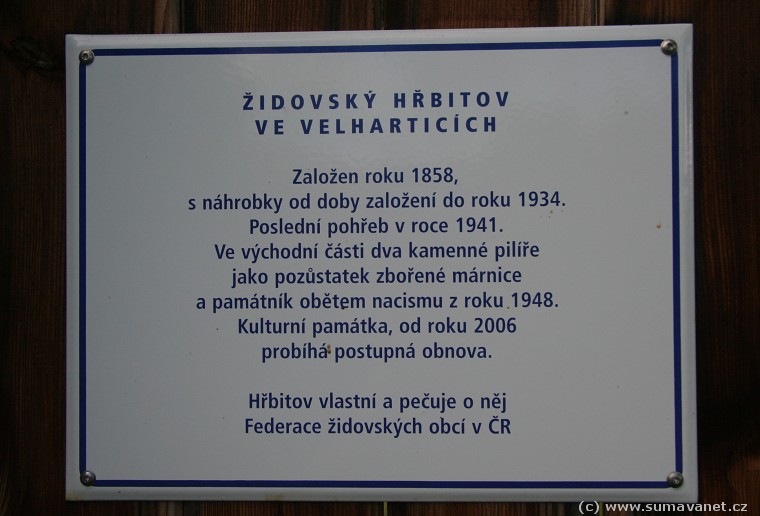 ŽIDOVSKÝ HŘBITOV
VE VELHARTICÍCH
Založen roku 1858,
s náhrobky od doby založení do roku 1934.
Poslední pohřeb v roce 1941.
Ve východní části dva kamenné pilíře
jako pozůstatek zbořené márnice
a památník obětem nacismu z roku 1948.
Kulturní památka, od roku 2006
probíhá postupná obnova.
Hřbitov vlastní a pečuje o něj
Federace židovských obcí v ČR
(c) www.sumavanet.cz